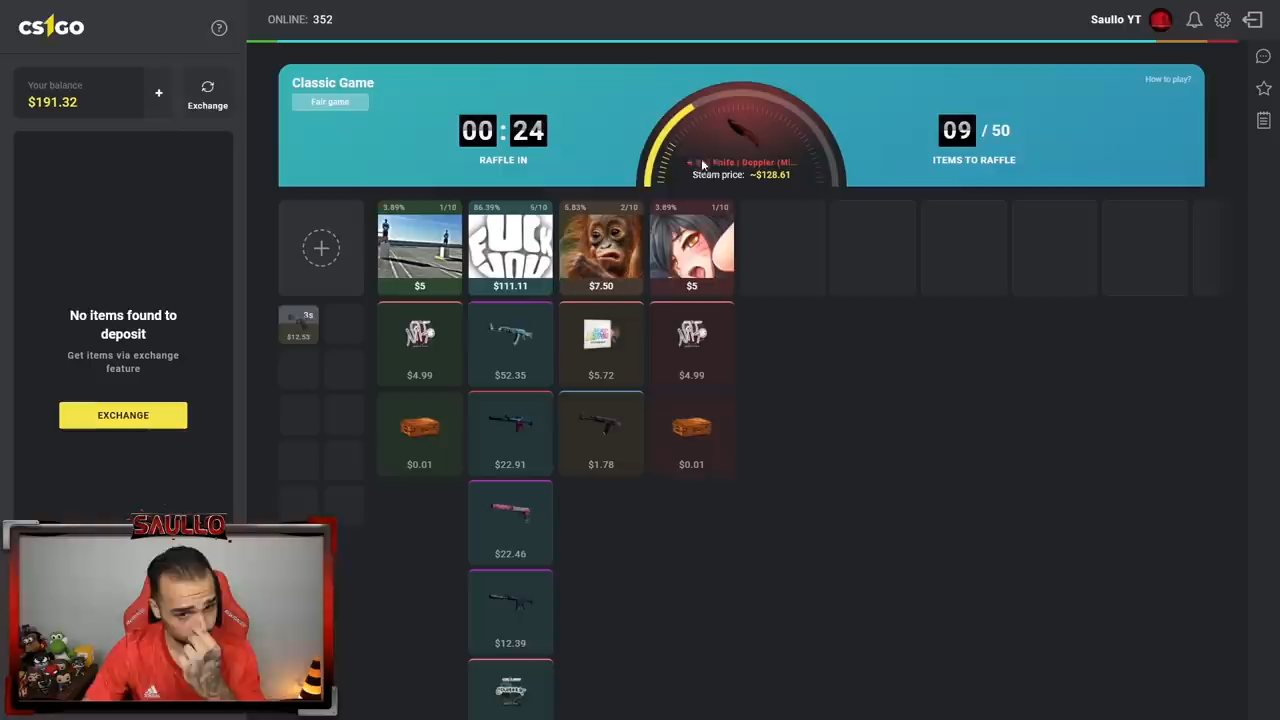 CS1GO
ONLINE: 352
Saullo YT
Your balance
$191.32
+
Exchange
Classic Game
Fair game
How to play?
00:24
RAFFLE IN
Knife | Doppler (Mi...
Steam price: ~$128.61
09 / 50
ITEMS TO RAFFLE
3.89% 1/10
86.39% 5/10
5.83% 2/10
3.89% 1/10
FUCK
YOU
$5
$111.11
$7.50
$5
No items found to
deposit
Get items via exchange
feature
EXCHANGE
3s
$12.53
$4.99
$52.35
$5.72
$4.99
$0.01
$22.91
$1.78
$0.01
$22.46
$12.39
SAULLO